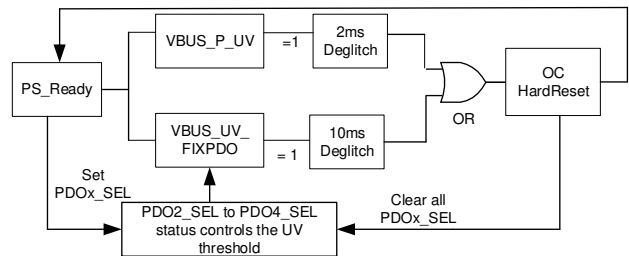 VBUS_P_UV
=1
2ms
Deglitch
PS_Ready
OC
HardReset
OR
VBUS_UV_
FIXPDO
= 1
10ms
Deglitch
Set
PDOx_SEL
Clear all
PDOx_SEL
PDO2_SEL to PDO4_SEL
status controls the UV
threshold